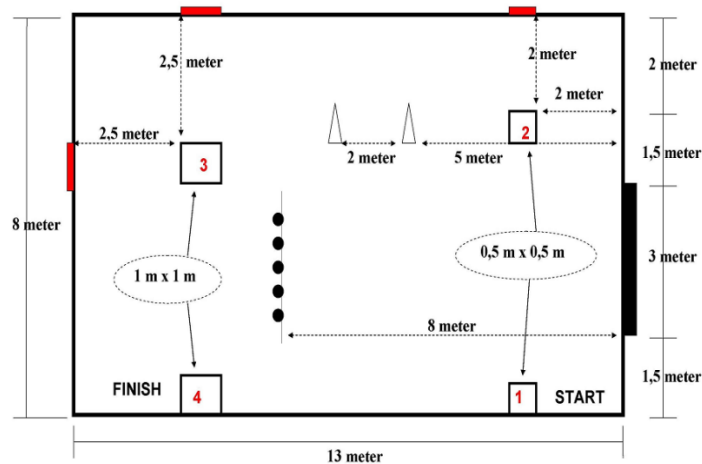 2,5 meter
2 meter
2 meter
2 meter
2,5 meter
3
2 meter
5 meter
2
1,5 meter
8 meter
1 m x 1 m
0,5 m x 0,5 m
3 meter
8 meter
FINISH
4
1
START
1,5 meter
13 meter